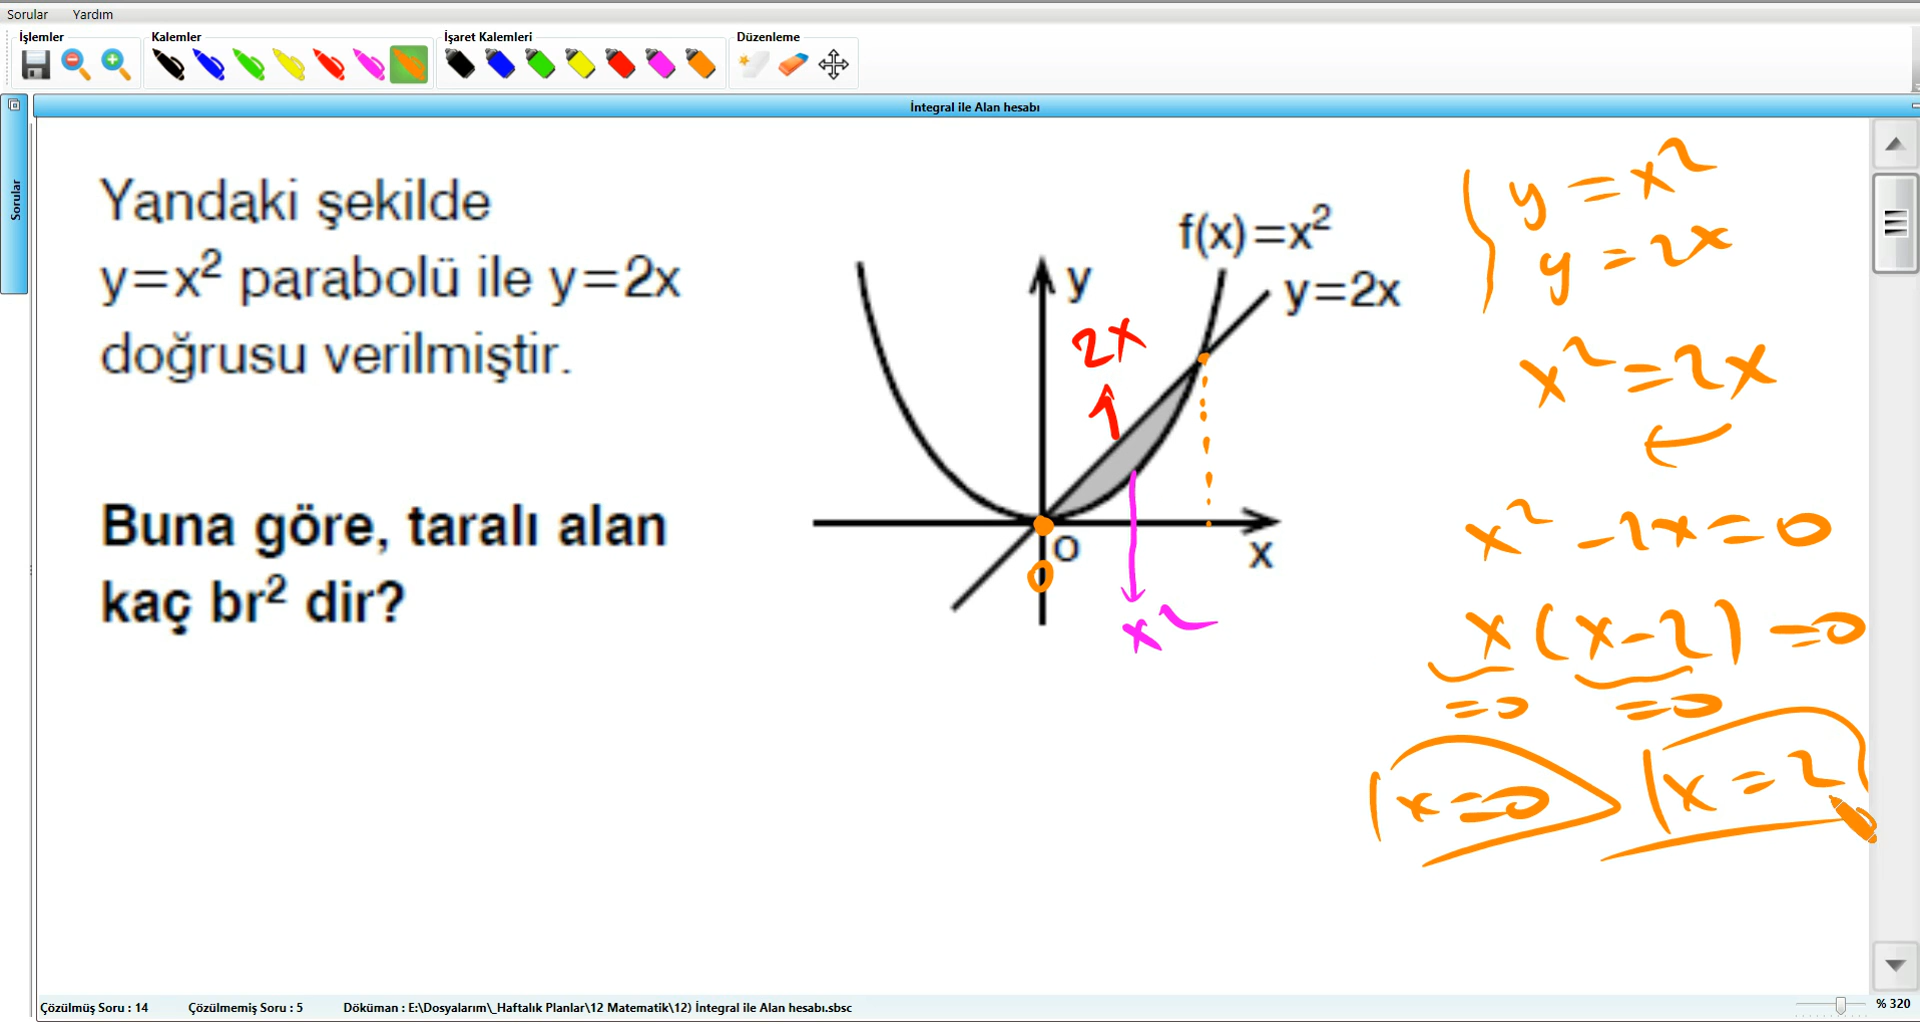 Sorular Yardım
İşlemler Kalemler İşaret Kalemleri Düzenleme
İntegral ile Alan hesabı
Sorular
Yandaki şekilde
y=x² parabolü ile y=2x
doğrusu verilmiştir.
Buna göre, taralı alan
kaç br² dir?
f(x)=x²
y=2x
y
2x
O
x
0
x²
y = x²
y = 2x
x² = 2x
x² - 2x = 0
x (x - 2) = 0
= 0 = 0
x = 0 x = 2
Çözülmüş Soru : 14 Çözülmemiş Soru : 5 Döküman : E:\Dosyalarım\_Haftalık Planlar\12 Matematik\12) İntegral ile Alan hesabı.sbsc % 320